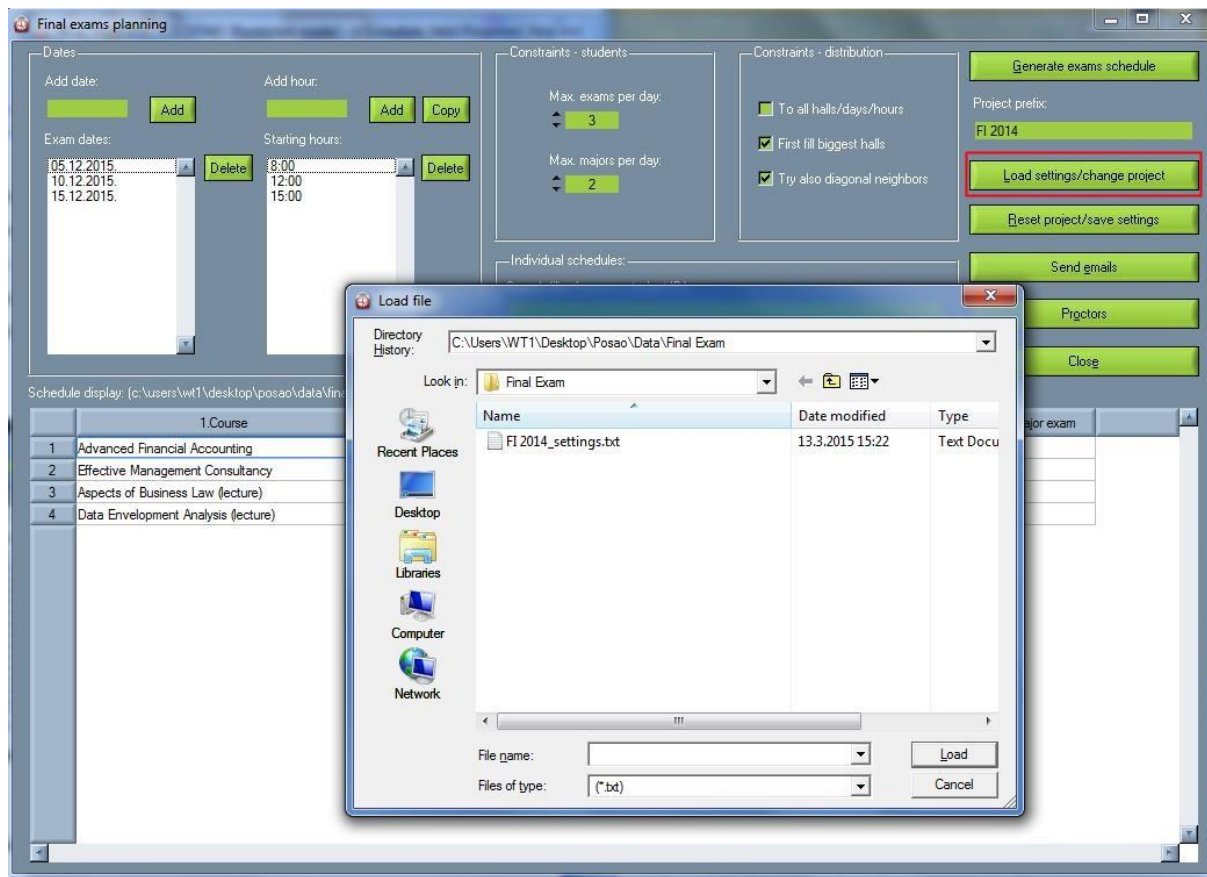 Final exams planning
Dates
Add date:
Add hour:
Add
Add
Copy
Exam dates:
Starting hours:
05.12.2015.
10.12.2015.
15.12.2015.
Delete
8:00
12:00
15:00
Delete
Constraints - students
Max. exams per day:
3
Max. majors per day:
2
Constraints - distribution
To all halls/days/hours
First fill biggest halls
Try also diagonal neighbors
Generate exams schedule
Project prefix:
FI 2014
Load settings/change project
Reset project/save settings
Send emails
Proctors
Close
Individual schedules:
Schedule display: (c:\users\wt1\desktop\posao\data\fin
1.Course
ajor exam
1 Advanced Financial Accounting
2 Effective Management Consultancy
3 Aspects of Business Law (lecture)
4 Data Envelopment Analysis (lecture)
Load file
Directory History:
C:\Users\WT1\Desktop\Posao\Data\Final Exam
Look in:
Final Exam
Recent Places
Desktop
Libraries
Computer
Network
Name
Date modified
Type
FI 2014_settings.txt
13.3.2015 15:22
Text Docu
File name:
Load
Files of type:
(*.txt)
Cancel